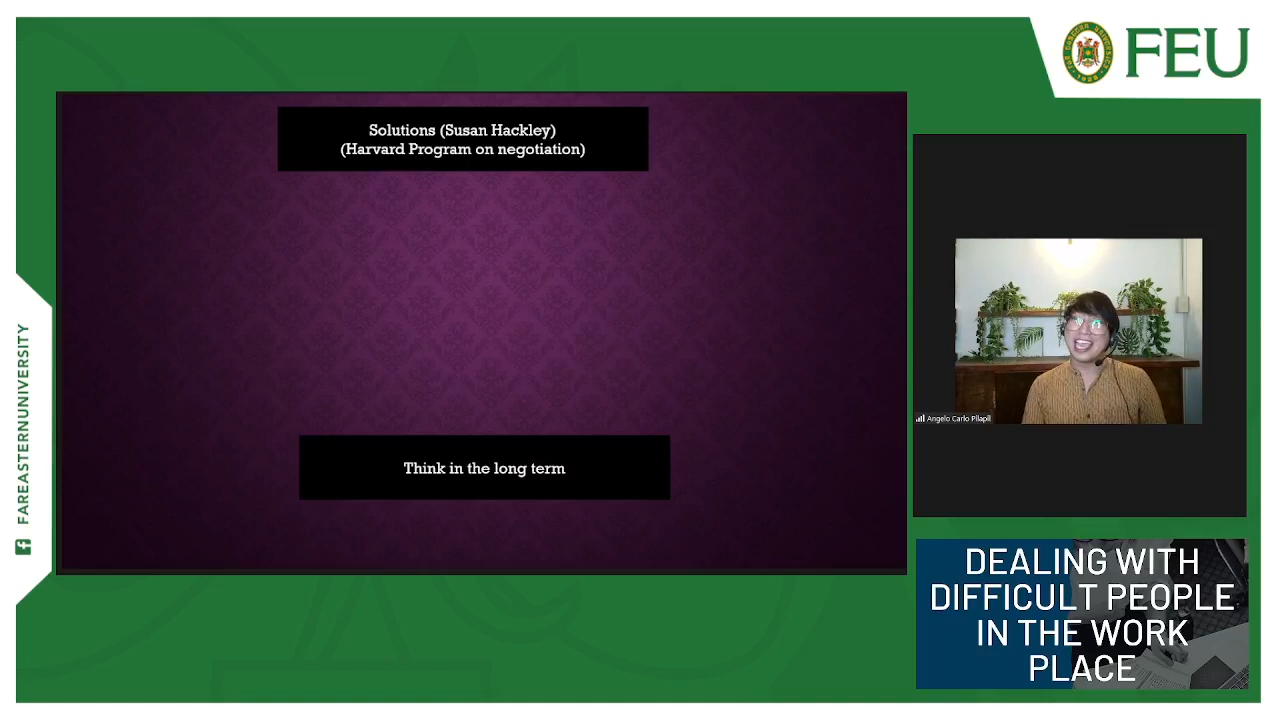 FEU
Solutions (Susan Hackley)
(Harvard Program on negotiation)
Think in the long term
Angelo Carlo Pilapil
DEALING WITH
DIFFICULT PEOPLE
IN THE WORK
PLACE
FAREASTERNUNIVERSITY